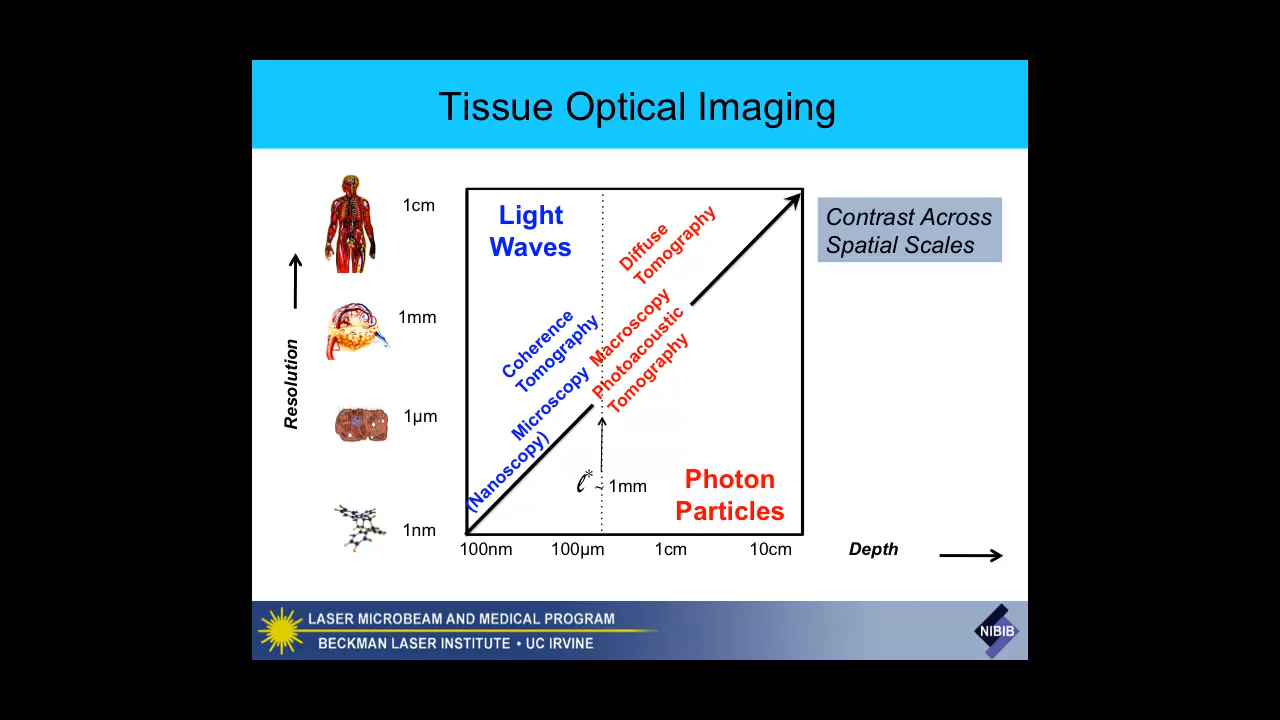 Tissue Optical Imaging
1cm
1mm
1µm
1nm
Resolution
Light
Waves
Diffuse
Tomography
Coherence
Tomography
Macroscopy
Photoacoustic
Tomography
Microscopy
(Nanoscopy)
ℓ* ~ 1mm
Photon
Particles
100nm
100µm
1cm
10cm
Depth
Contrast Across
Spatial Scales
LASER MICROBEAM AND MEDICAL PROGRAM
BECKMAN LASER INSTITUTE • UC IRVINE
NIBIB